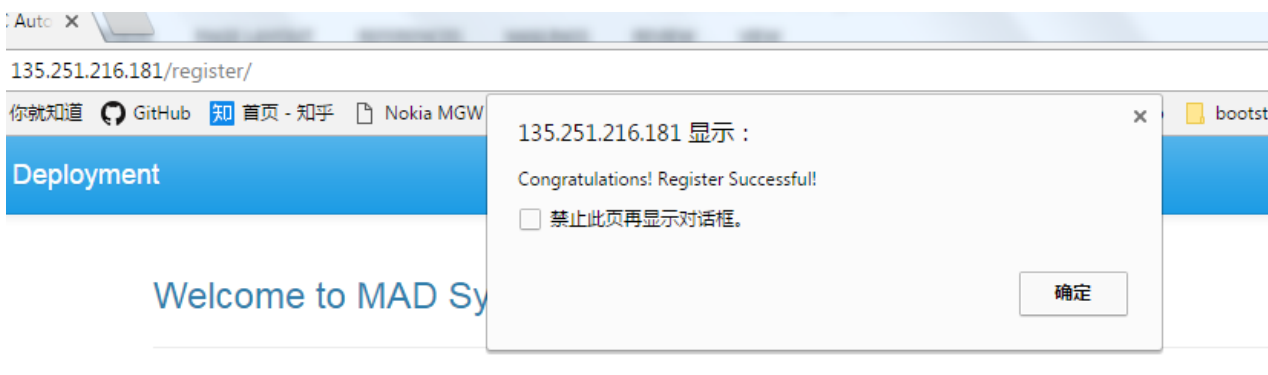 Auto
135.251.216.181/register/
你就知道 GitHub 知 首页 - 知乎 Nokia MGW bootst
135.251.216.181 显示：
Deployment
Congratulations! Register Successful!
禁止此页再显示对话框。
Welcome to MAD Sy
确定